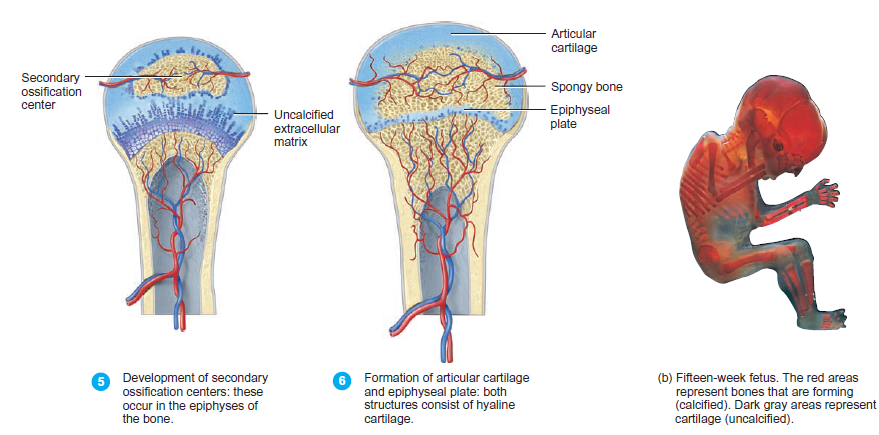 Secondary
ossification
center
Uncalcified
extracellular
matrix
5 Development of secondary
ossification centers: these
occur in the epiphyses of
the bone.
Articular
cartilage
Spongy bone
Epiphyseal
plate
6 Formation of articular cartilage
and epiphyseal plate: both
structures consist of hyaline
cartilage.
(b) Fifteen-week fetus. The red areas
represent bones that are forming
(calcified). Dark gray areas represent
cartilage (uncalcified).